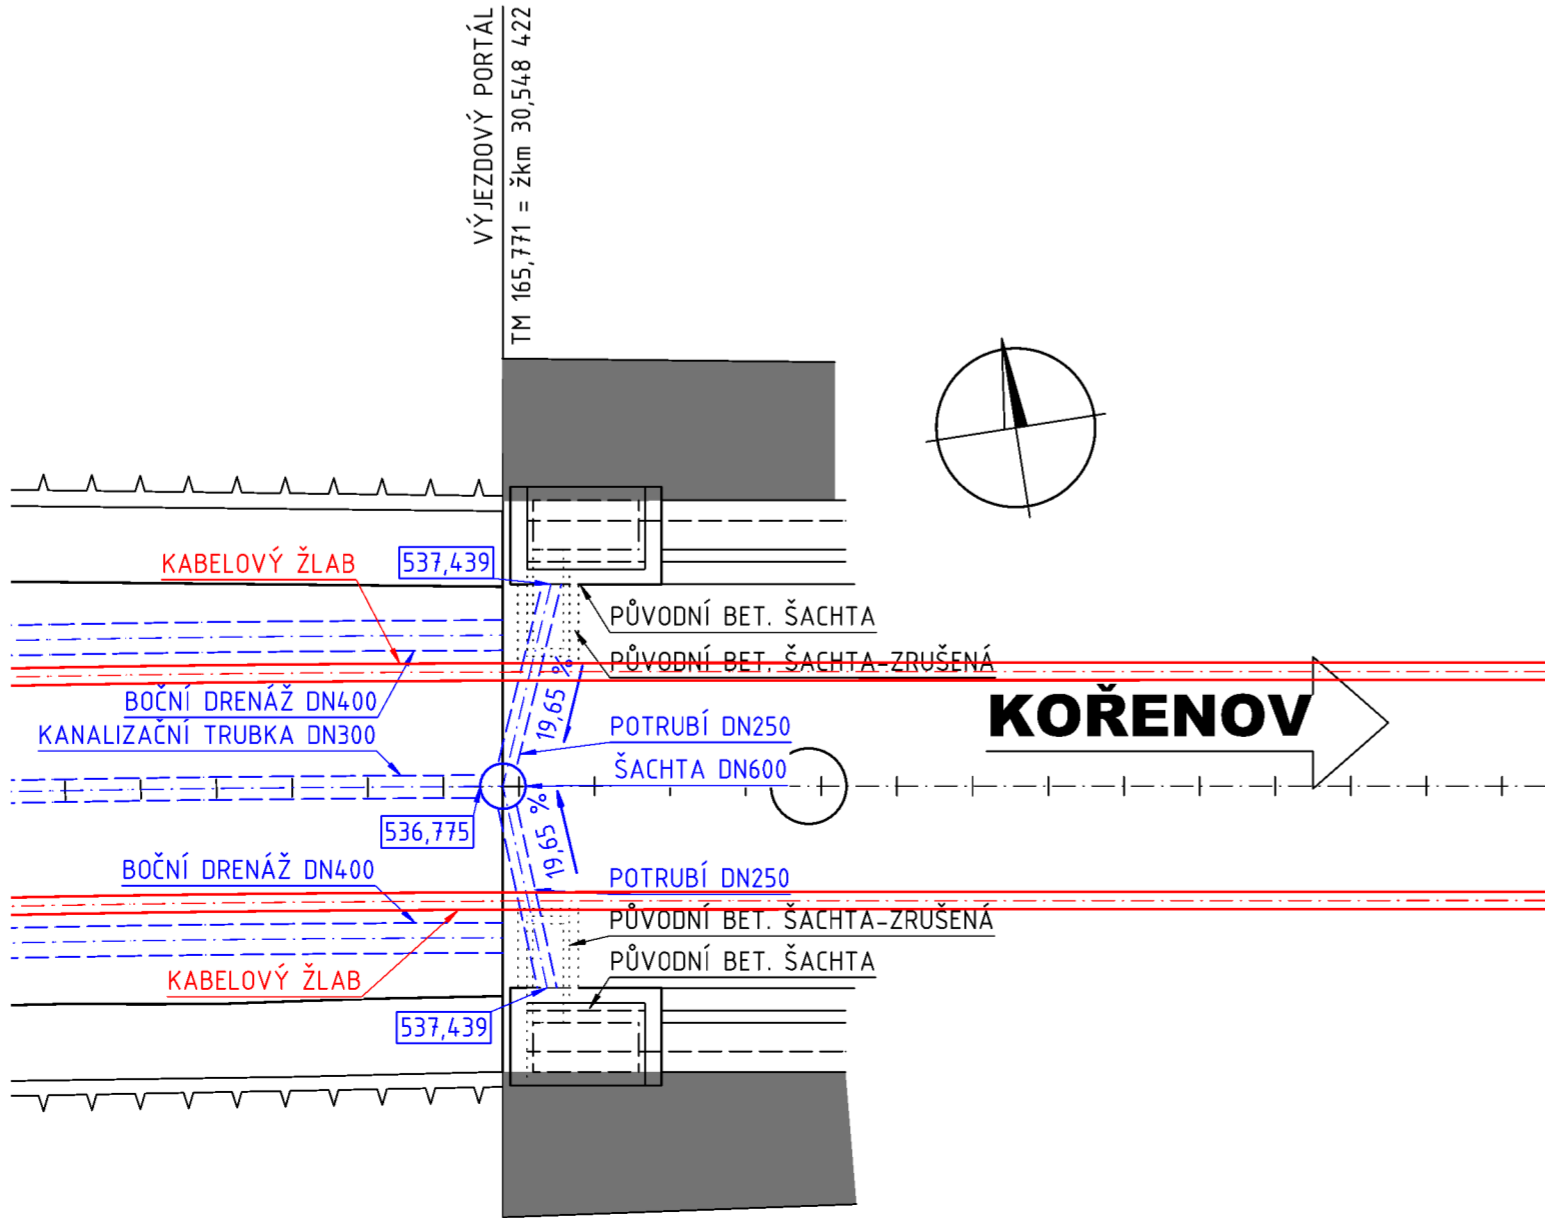 VÝJEZDOVÝ PORTÁL
TM 165,771 = žkm 30,548 422
KABELOVÝ ŽLAB
537,439
PŮVODNÍ BET. ŠACHTA
PŮVODNÍ BET. ŠACHTA-ZRUŠENÁ
19,65 %
BOČNÍ DRENÁŽ DN400
KANALIZAČNÍ TRUBKA DN300
POTRUBÍ DN250
KOŘENOV
ŠACHTA DN600
536,775
19,65 %
BOČNÍ DRENÁŽ DN400
POTRUBÍ DN250
PŮVODNÍ BET. ŠACHTA-ZRUŠENÁ
PŮVODNÍ BET. ŠACHTA
KABELOVÝ ŽLAB
537,439